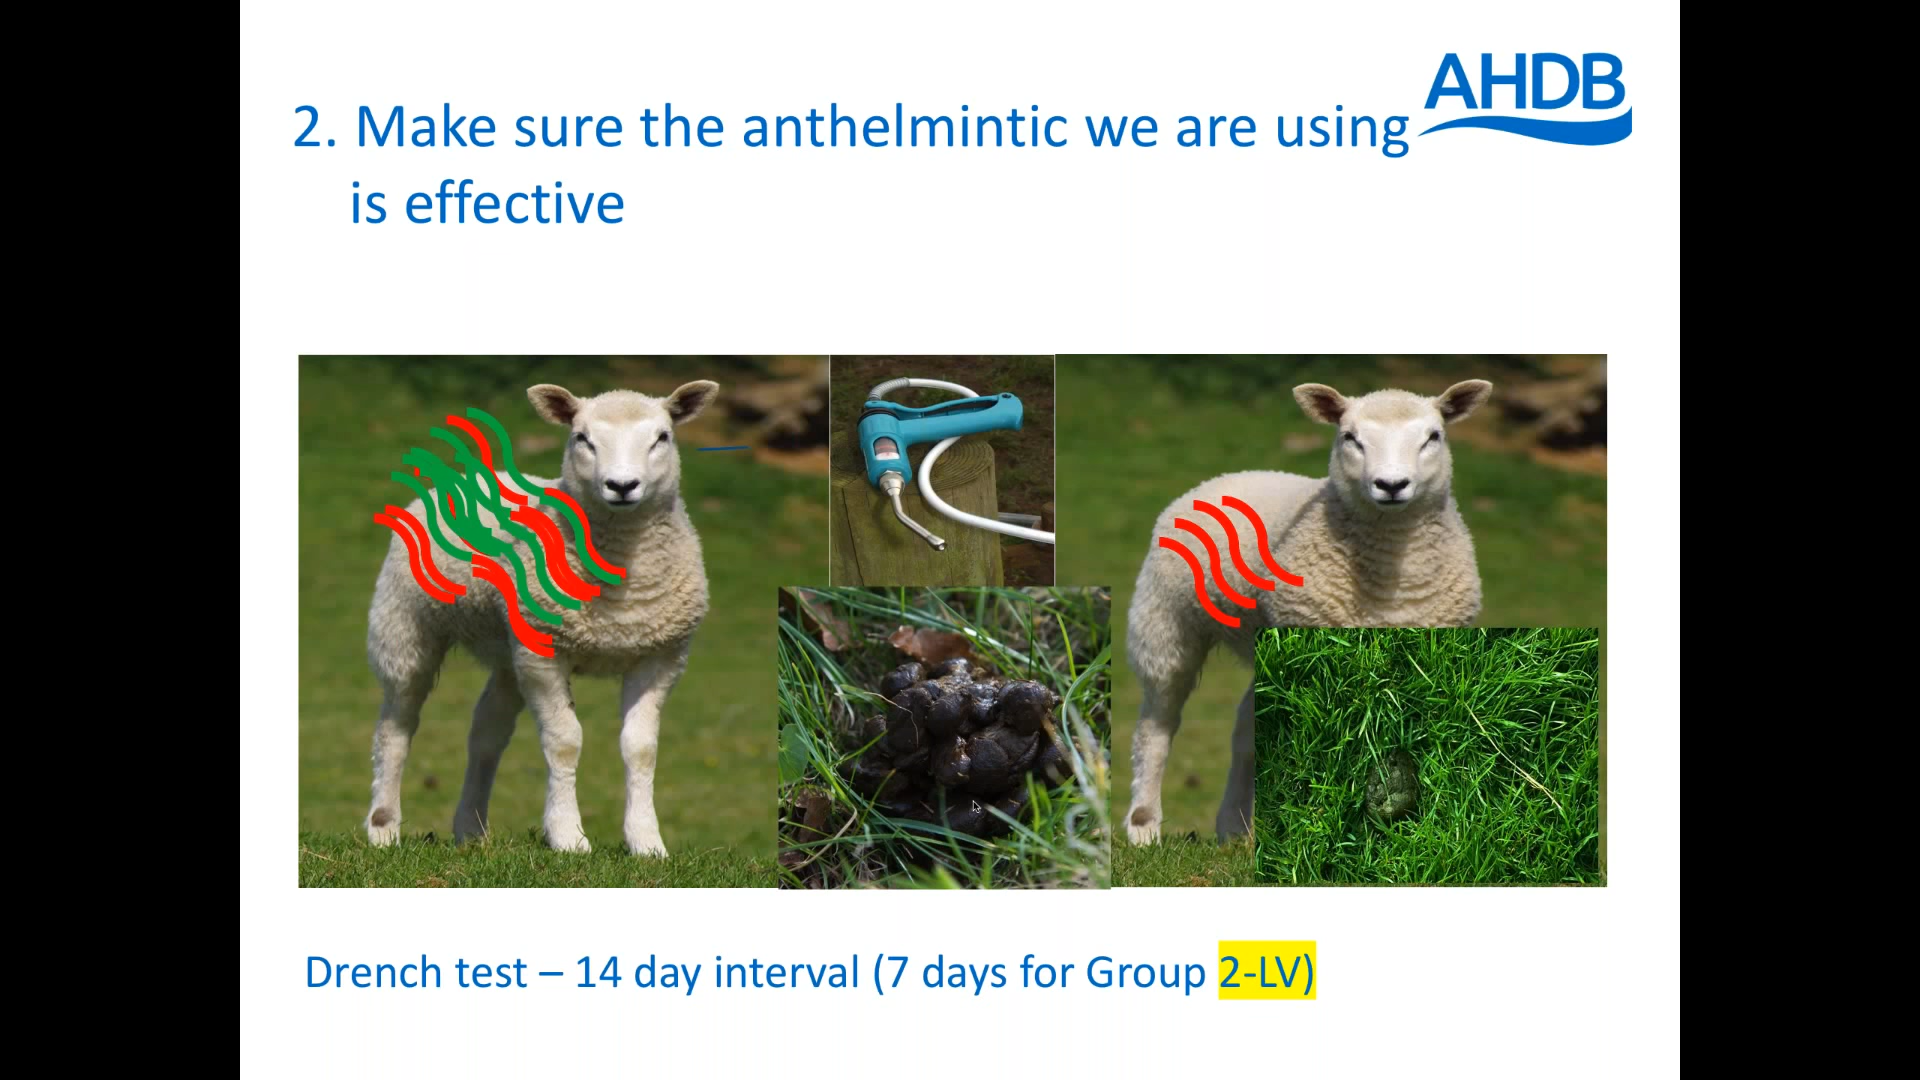 AHDB
2. Make sure the anthelmintic we are using
is effective
Drench test – 14 day interval (7 days for Group 2-LV)